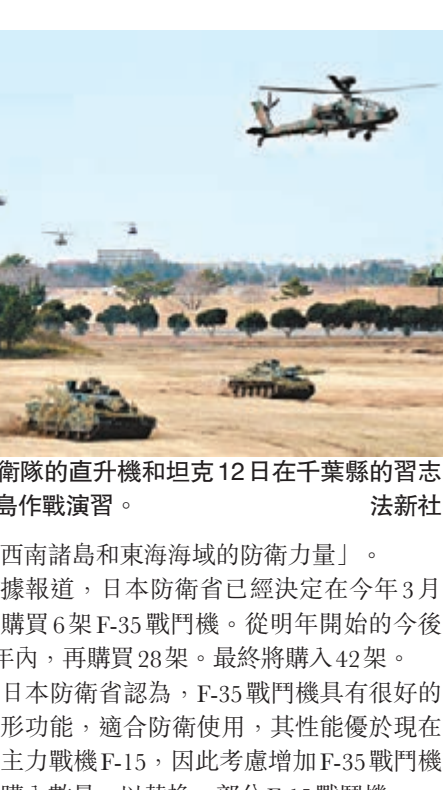 衛隊的直升機和坦克12日在千葉縣的習志
島作戰演習。 法新社
西南諸島和東海海域的防衛力量」。
據報道，日本防衛省已經決定在今年3月
購買6架F-35戰鬥機。從明年開始的今後
年內，再購買28架。最終將購入42架。
日本防衛省認為，F-35戰鬥機具有很好的
形功能，適合防衛使用，其性能優於現在
主力戰機F-15，因此考慮增加F-35戰鬥機